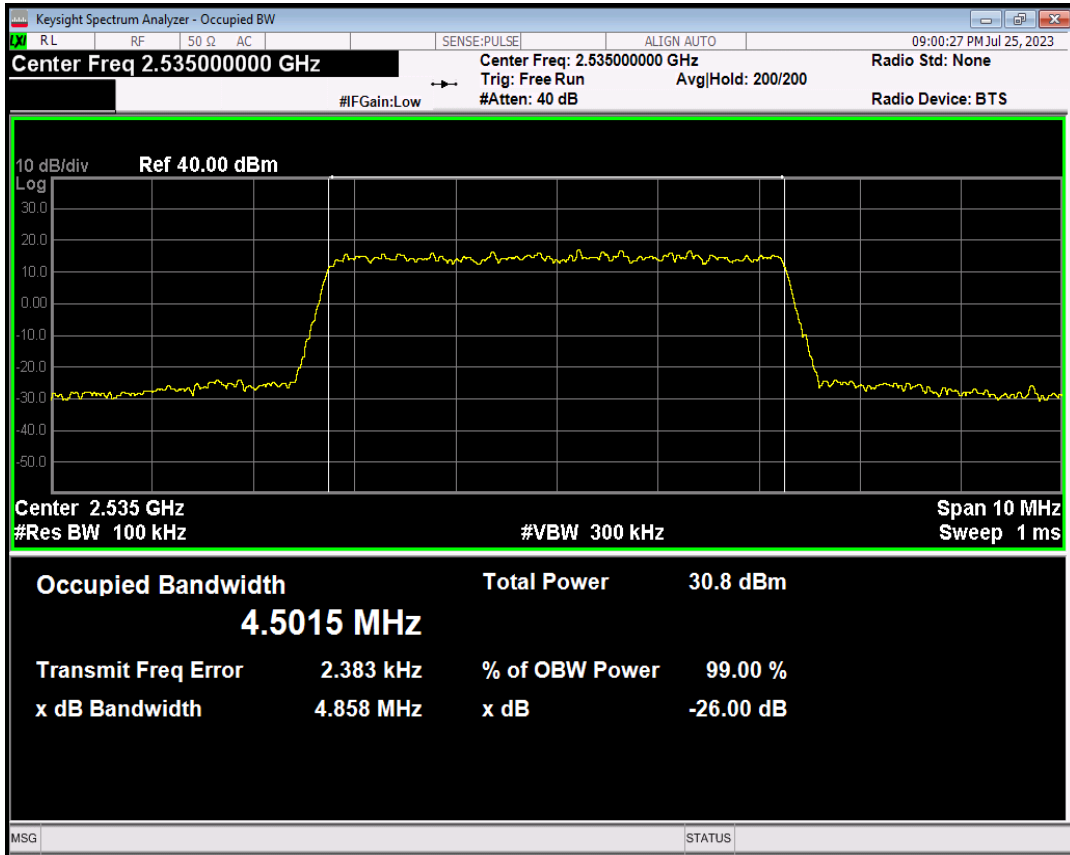 Keysight Spectrum Analyzer - Occupied BW
LXI RL RF 50 Ω AC SENSE:PULSE ALIGN AUTO 09:00:27 PM Jul 25, 2023
Center Freq 2.535000000 GHz Center Freq: 2.535000000 GHz Radio Std: None
Trig: Free Run Avg|Hold: 200/200
#IFGain:Low #Atten: 40 dB Radio Device: BTS
10 dB/div Ref 40.00 dBm
Log
30.0
20.0
10.0
0.00
-10.0
-20.0
-30.0
-40.0
-50.0
Center 2.535 GHz Span 10 MHz
#Res BW 100 kHz #VBW 300 kHz Sweep 1 ms
Occupied Bandwidth Total Power 30.8 dBm
4.5015 MHz
Transmit Freq Error 2.383 kHz % of OBW Power 99.00 %
x dB Bandwidth 4.858 MHz x dB -26.00 dB
MSG STATUS